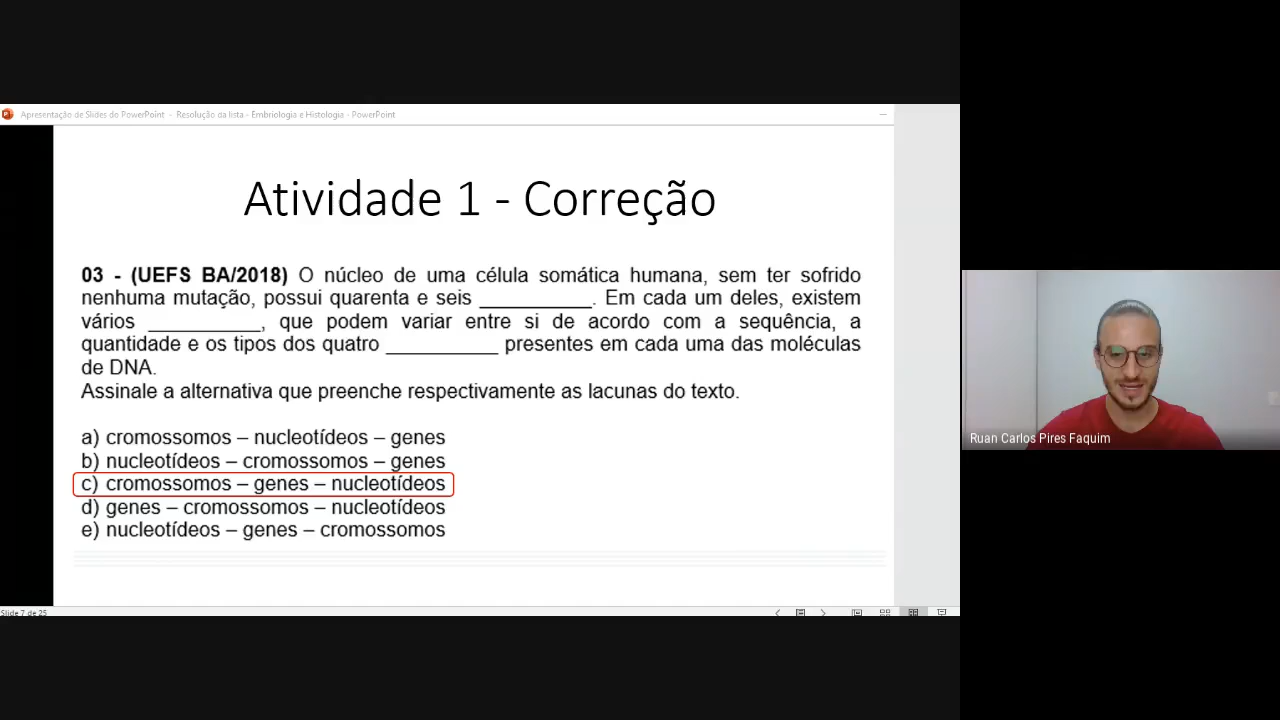 Apresentação de Slides do PowerPoint - Resolução da lista - Embriologia e Histologia - PowerPoint
Atividade 1 - Correção
03 - (UEFS BA/2018) O núcleo de uma célula somática humana, sem ter sofrido
nenhuma mutação, possui quarenta e seis __________. Em cada um deles, existem
vários __________, que podem variar entre si de acordo com a sequência, a
quantidade e os tipos dos quatro __________ presentes em cada uma das moléculas
de DNA.
Assinale a alternativa que preenche respectivamente as lacunas do texto.
a) cromossomos – nucleotídeos – genes
b) nucleotídeos – cromossomos – genes
c) cromossomos – genes – nucleotídeos
d) genes – cromossomos – nucleotídeos
e) nucleotídeos – genes – cromossomos
Slide 7 de 25
Ruan Carlos Pires Faquim